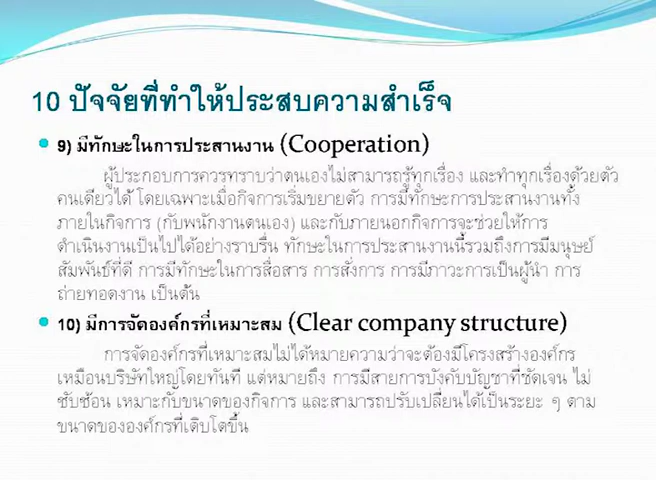 10 ปัจจัยที่ทำให้ประสบความสำเร็จ
9) มีทักษะในการประสานงาน (Cooperation)
ผู้ประกอบการควรทราบว่าตนเองไม่สามารถรู้ทุกเรื่อง และทำทุกเรื่องด้วยตัว
คนเดียวได้ โดยเฉพาะเมื่อกิจการเริ่มขยายตัว การมีทักษะการประสานงานทั้ง
ภายในกิจการ (กับพนักงานตนเอง) และกับภายนอกกิจการจะช่วยให้การ
ดำเนินงานเป็นไปได้อย่างราบรื่น ทักษะในการประสานงานนี้รวมถึงการมีมนุษย์
สัมพันธ์ที่ดี การมีทักษะในการสื่อสาร การสั่งการ การมีภาวะการเป็นผู้นำ การ
ถ่ายทอดงาน เป็นต้น
10) มีการจัดองค์กรที่เหมาะสม (Clear company structure)
การจัดองค์กรที่เหมาะสมไม่ได้หมายความว่าจะต้องมีโครงสร้างองค์กร
เหมือนบริษัทใหญ่โดยทันที แต่หมายถึง การมีสายการบังคับบัญชาที่ชัดเจน ไม่
ซับซ้อน เหมาะกับขนาดของกิจการ และสามารถปรับเปลี่ยนได้เป็นระยะ ๆ ตาม
ขนาดขององค์กรที่เติบโตขึ้น